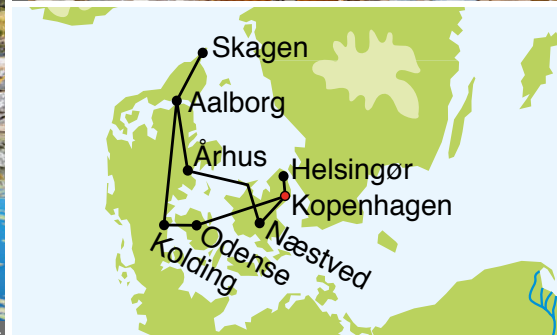 Skagen
Aalborg
Århus
Helsingør
Kopenhagen
Næstved
Odense
Kolding